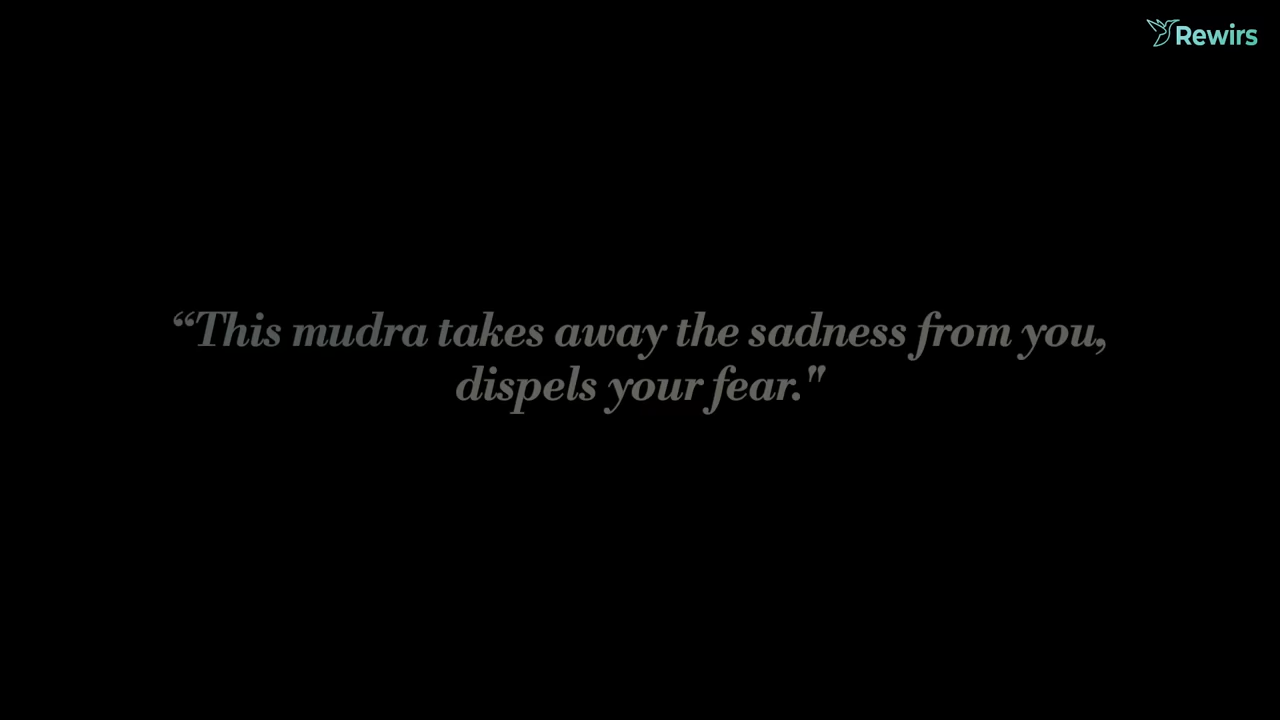 Rewirs
“This mudra takes away the sadness from you,
dispels your fear."